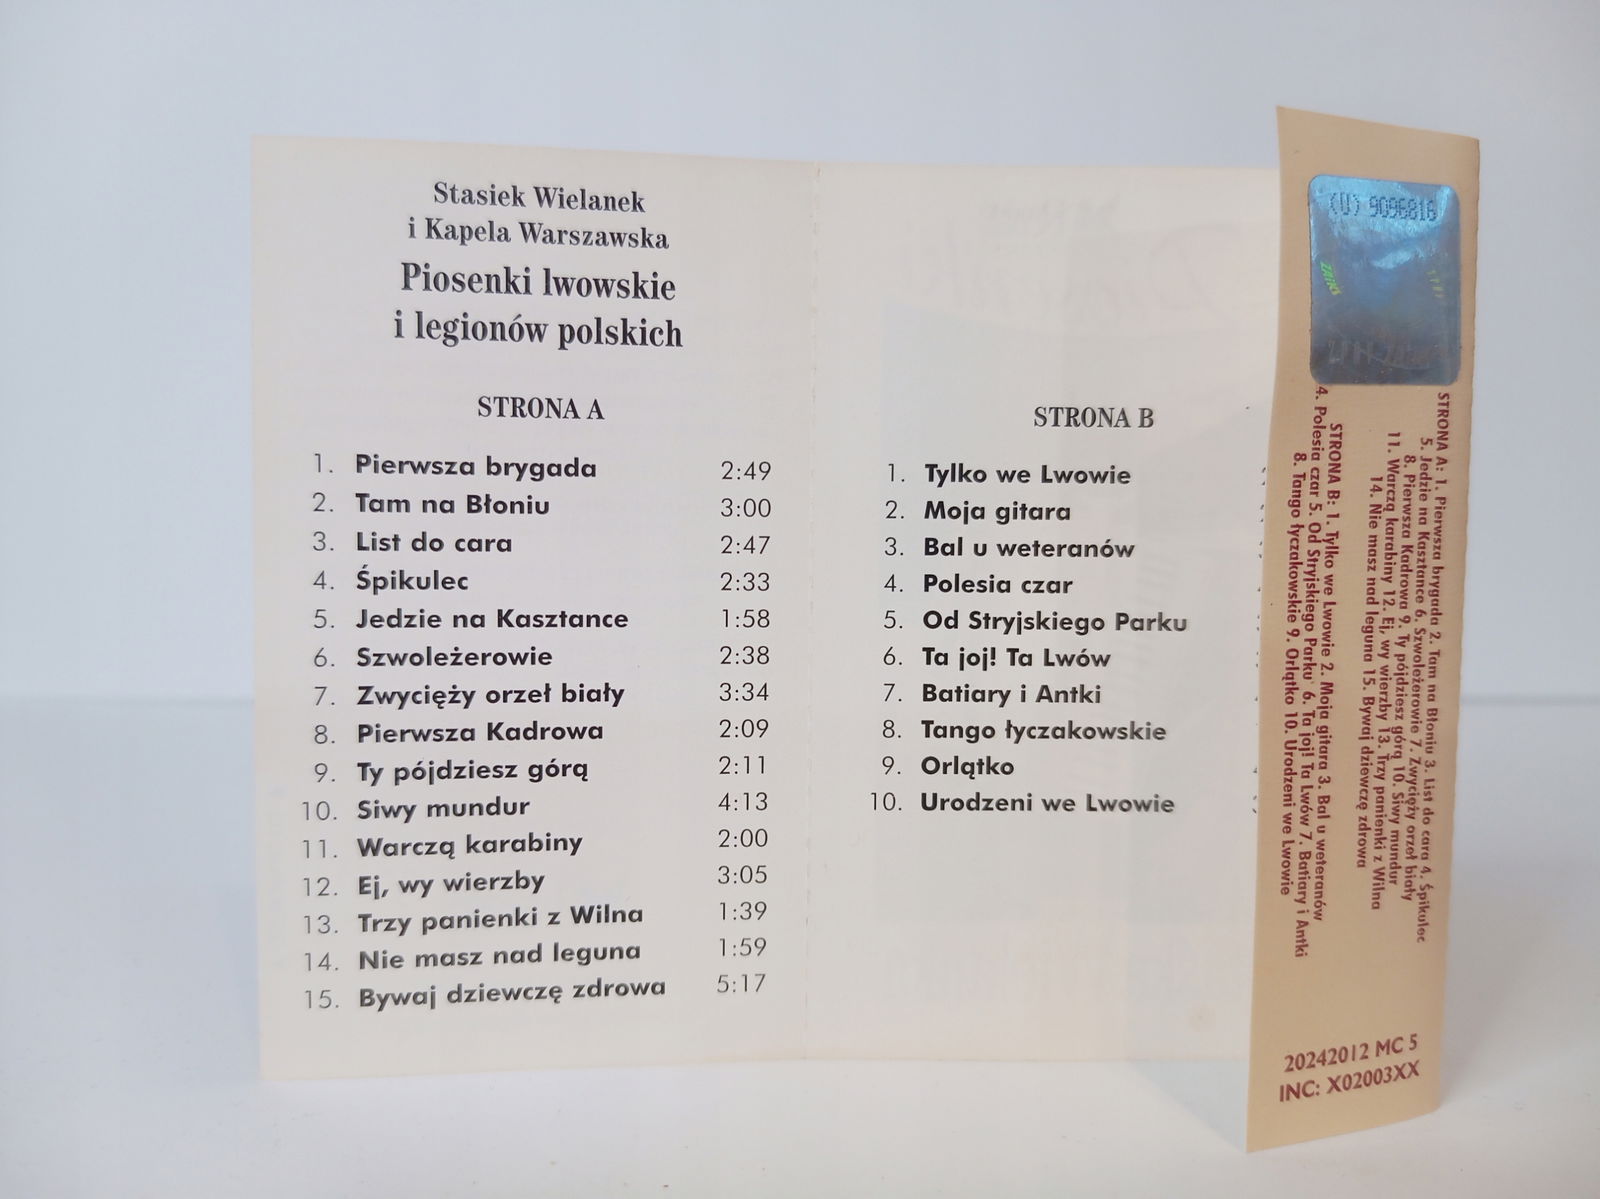 Stasiek Wielanek
i Kapela Warszawska
Piosenki lwowskie
i legionów polskich
STRONA A
1. Pierwsza brygada 2:49
2. Tam na Błoniu 3:00
3. List do cara 2:47
4. Śpikulec 2:33
5. Jedzie na Kasztance 1:58
6. Szwoleżerowie 2:38
7. Zwycięży orzeł biały 3:34
8. Pierwsza Kadrowa 2:09
9. Ty pójdziesz górą 2:11
10. Siwy mundur 4:13
11. Warczą karabiny 2:00
12. Ej, wy wierzby 3:05
13. Trzy panienki z Wilna 1:39
14. Nie masz nad leguna 1:59
15. Bywaj dziewczę zdrowa 5:17
STRONA B
1. Tylko we Lwowie
2. Moja gitara
3. Bal u weteranów
4. Polesia czar
5. Od Stryjskiego Parku
6. Ta joj! Ta Lwów
7. Batiary i Antki
8. Tango łyczakowskie
9. Orlątko
10. Urodzeni we Lwowie
(U) 9096816
ZAIKS
STRONA A: 1. Pierwsza brygada 2. Tam na Błoniu 3. List do cara 4. Śpikulec
5. Jedzie na Kasztance 6. Szwoleżerowie 7. Zwycięży orzeł biały
8. Pierwsza Kadrowa 9. Ty pójdziesz górą 10. Siwy mundur
11. Warczą karabiny 12. Ej, wy wierzby 13. Trzy panienki z Wilna
14. Nie masz nad leguna 15. Bywaj dziewczę zdrowa
STRONA B: 1. Tylko we Lwowie 2. Moja gitara 3. Bal u weteranów
4. Polesia czar 5. Od Stryjskiego Parku 6. Ta joj! Ta Lwów 7. Batiary i Antki
8. Tango łyczakowskie 9. Orlątko 10. Urodzeni we Lwowie
20242012 MC 5
INC: X02003XX